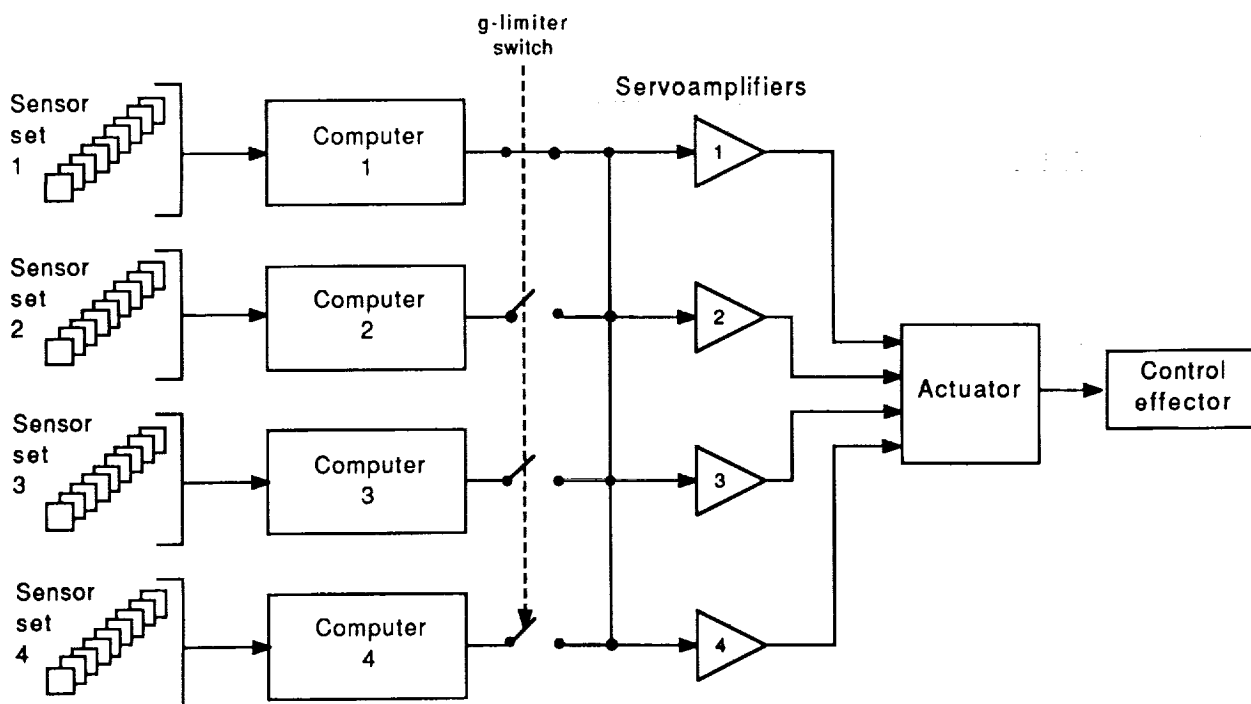 g-limiter
switch
Servoamplifiers
Sensor
set
1
Computer
1
1
Sensor
set
2
Computer
2
2
Actuator
Control
effector
Sensor
set
3
Computer
3
3
Sensor
set
4
Computer
4
4